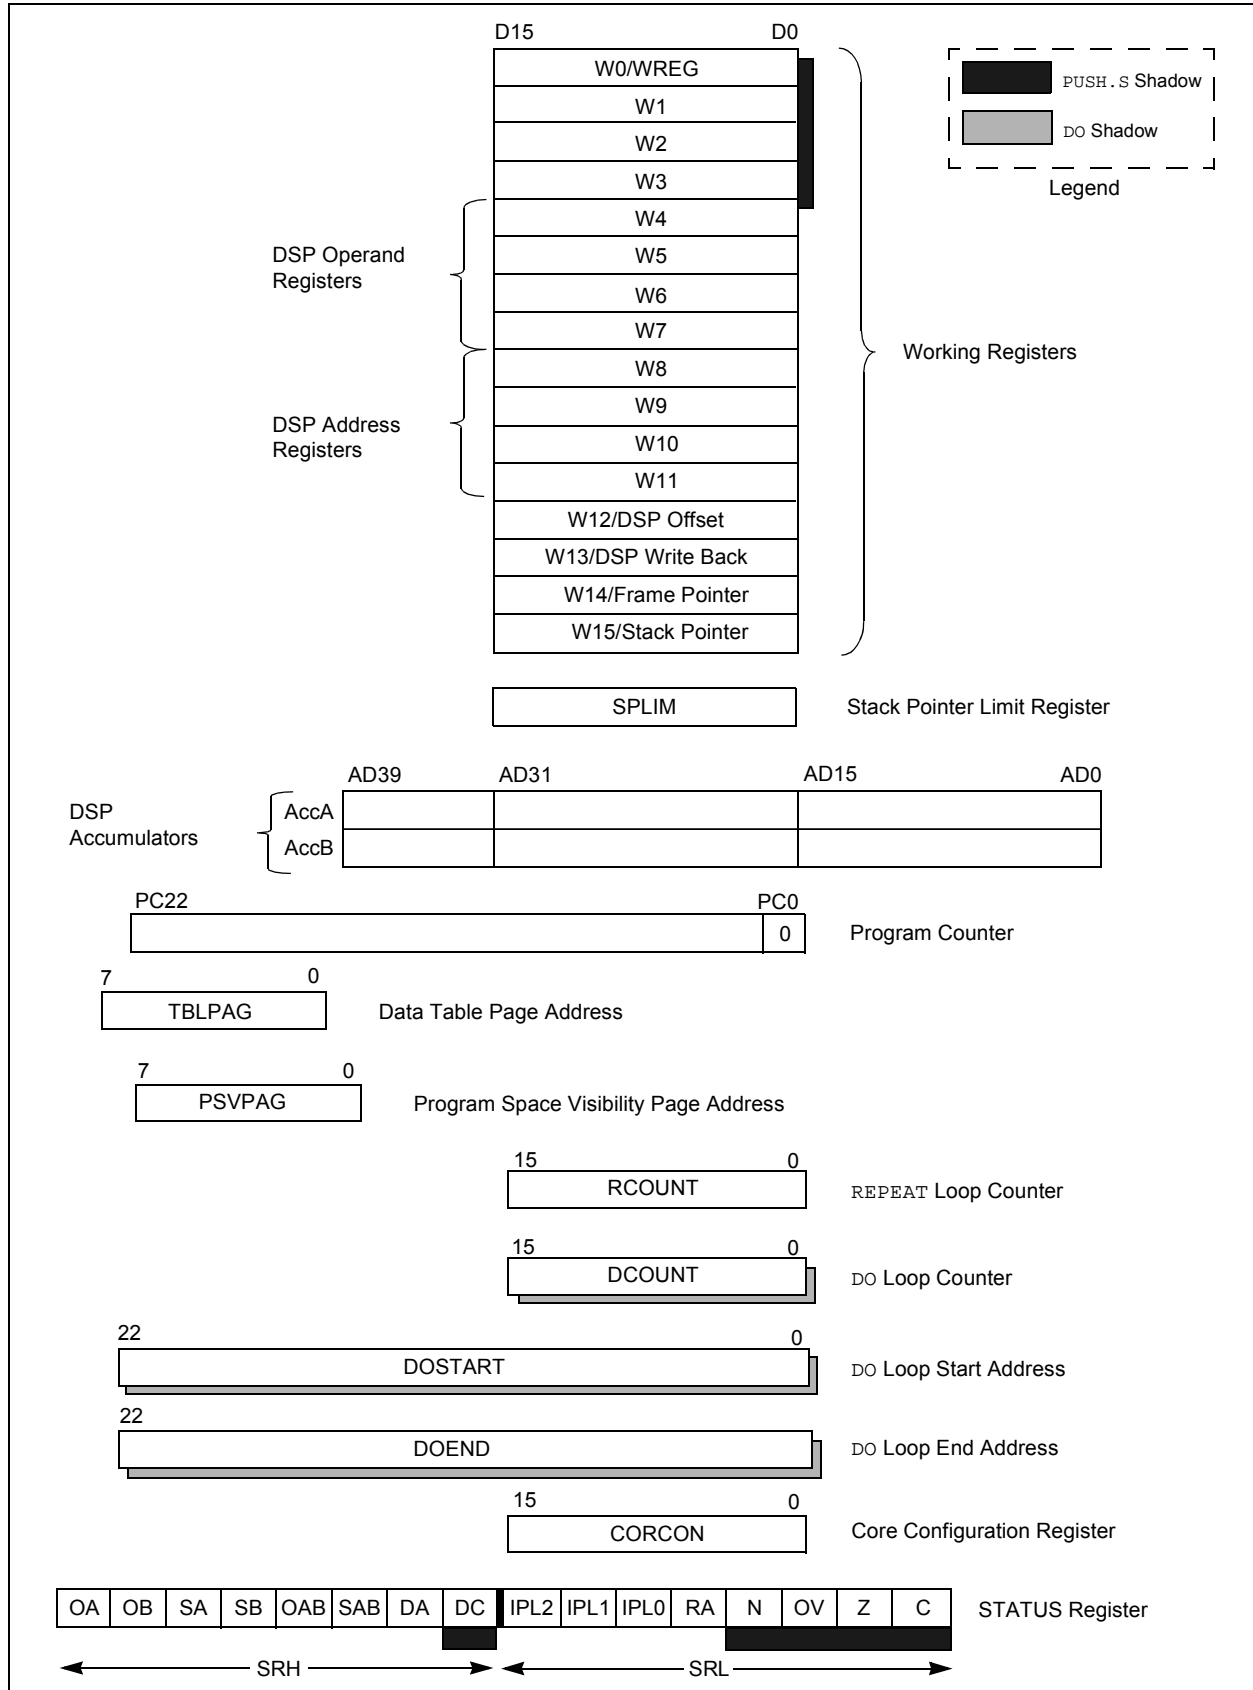 D15 D0
W0/WREG
PUSH.S Shadow
W1
DO Shadow
W2
W3
Legend
W4
DSP Operand
Registers
W5
W6
W7
Working Registers
W8
W9
DSP Address
Registers
W10
W11
W12/DSP Offset
W13/DSP Write Back
W14/Frame Pointer
W15/Stack Pointer
SPLIM Stack Pointer Limit Register
AD39 AD31 AD15 AD0
DSP
Accumulators
AccA
AccB
PC22 PC0
0 Program Counter
7 0
TBLPAG Data Table Page Address
7 0
PSVPAG Program Space Visibility Page Address
15 0
RCOUNT REPEAT Loop Counter
15 0
DCOUNT DO Loop Counter
22 0
DOSTART DO Loop Start Address
22
DOEND DO Loop End Address
15 0
CORCON Core Configuration Register
OA OB SA SB OAB SAB DA DC IPL2 IPL1 IPL0 RA N OV Z C STATUS Register
SRH SRL